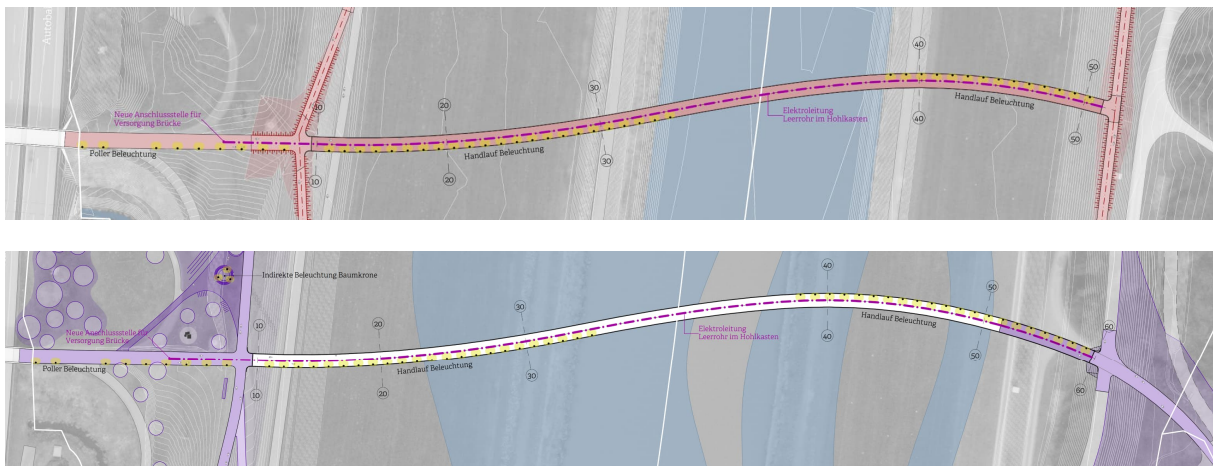 Autoba
40
50
20
10
30
Neue Anschlussstelle für
Versorgung Brücke
Elektroleitung
Leerrohr im Hohlkasten
Handlauf Beleuchtung
40
Poller Beleuchtung
Handlauf Beleuchtung
50
30
10
20
Indirekte Beleuchtung Baumkrone
40
50
30
10
20
60
Neue Anschlussstelle für
Versorgung Brücke
Elektroleitung
Leerrohr im Hohlkasten
Handlauf Beleuchtung
40
50
Poller Beleuchtung
Handlauf Beleuchtung
30
20
10
60